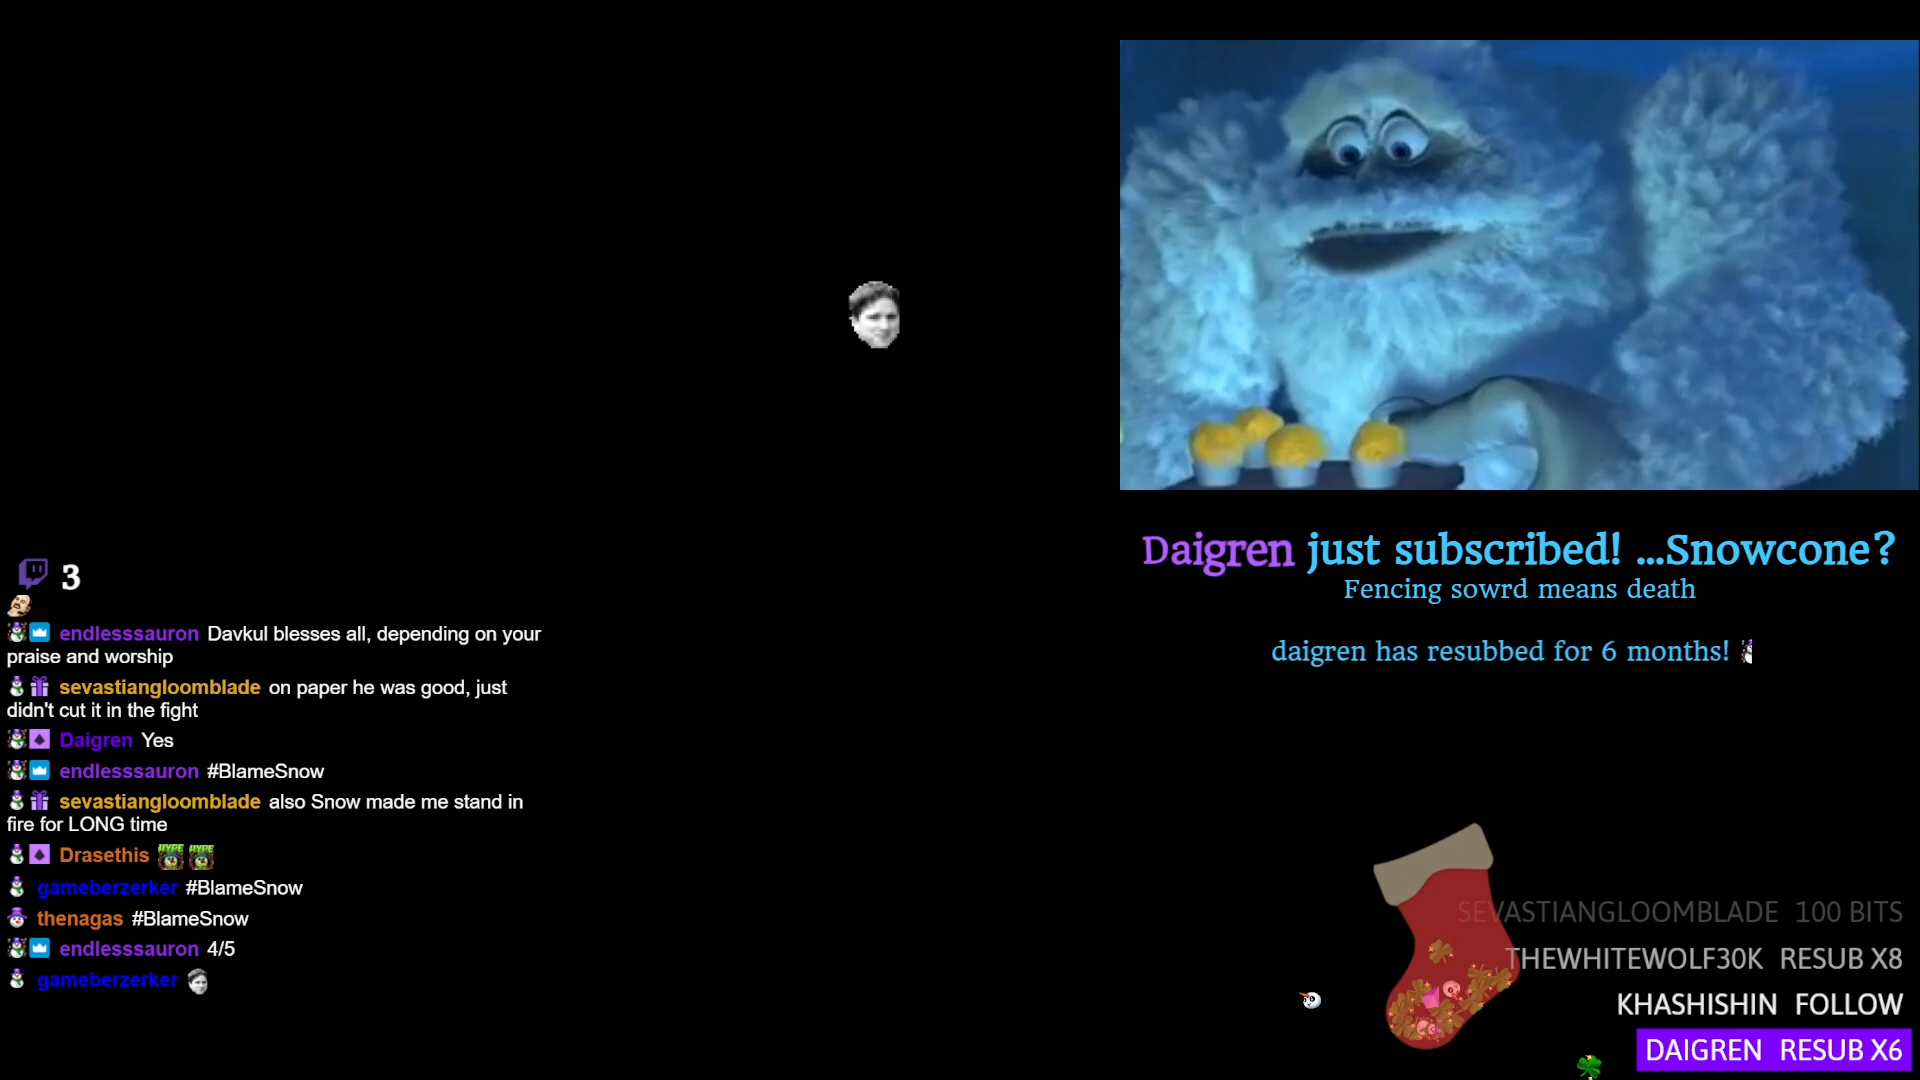 3
endlesssauron Davkul blesses all, depending on your
praise and worship
sevastiangloomblade on paper he was good, just
didn't cut it in the fight
Daigren Yes
endlesssauron #BlameSnow
sevastiangloomblade also Snow made me stand in
fire for LONG time
Drasethis HYPE HYPE
gameberzerker #BlameSnow
thenagas #BlameSnow
endlesssauron 4/5
gameberzerker
Daigren just subscribed! ...Snowcone?
Fencing sowrd means death
daigren has resubbed for 6 months!
SEVASTIANGLOOMBLADE 100 BITS
THEWHITEWOLF30K RESUB X8
KHASHISHIN FOLLOW
DAIGREN RESUB X6